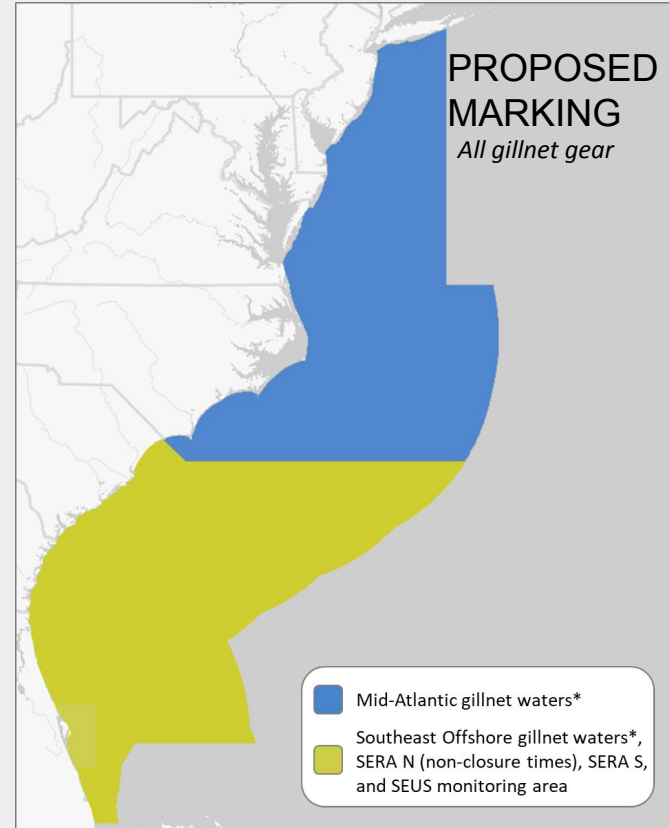 PROPOSED
MARKING
All gillnet gear
Mid-Atlantic gillnet waters*
Southeast Offshore gillnet waters*,
SERA N (non-closure times), SERA S,
and SEUS monitoring area